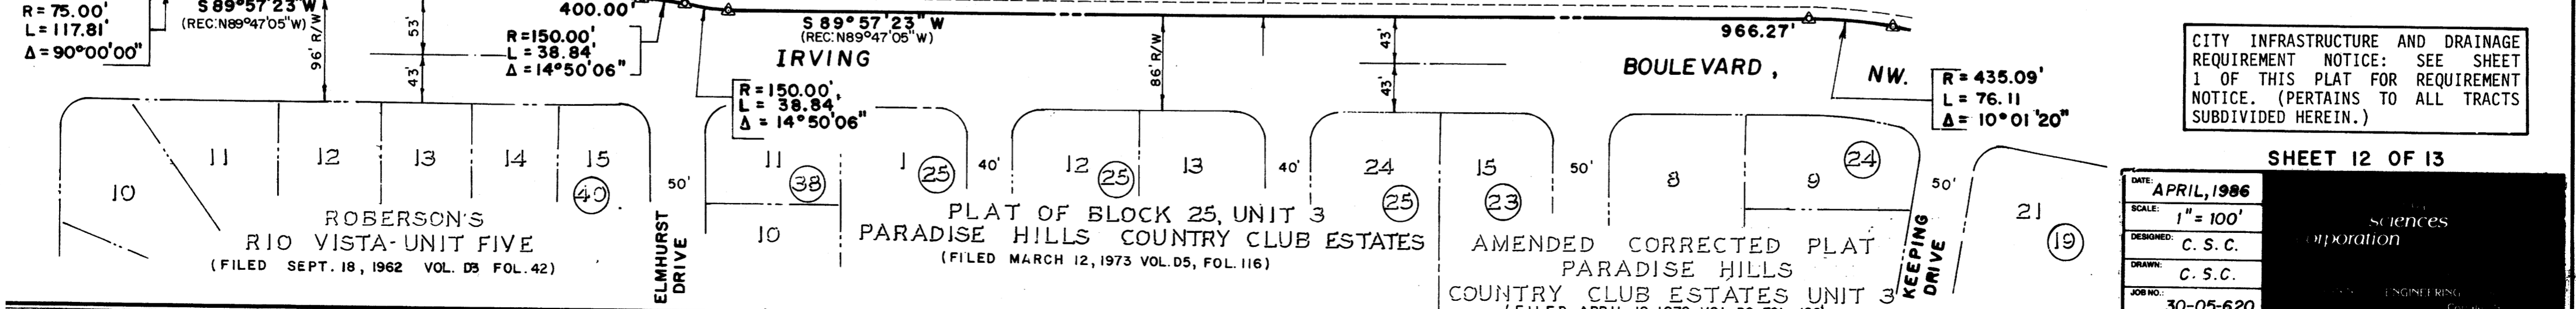 R = 75.00'
L = 117.81'
Δ = 90°00'00"
S 89°57'23" W
(REC: N89°47'05"W)
96' R/W
53'
43'
400.00'
R=150.00'
L = 38.84'
Δ =14°50'06"
S 89°57'23" W
(REC: N89°47'05"W)
IRVING
R=150.00'
L = 38.84'
Δ = 14°50'06"
86' R/W
43'
43'
966.27'
BOULEVARD ,
NW.
R = 435.09'
L = 76.11
Δ = 10°01'20"
CITY INFRASTRUCTURE AND DRAINAGE
REQUIREMENT NOTICE: SEE SHEET
1 OF THIS PLAT FOR REQUIREMENT
NOTICE. (PERTAINS TO ALL TRACTS
SUBDIVIDED HEREIN.)
SHEET 12 OF 13
10
11
12
13
14
15
40
50'
11
38
10
1
25
40'
12
25
13
40'
24
25
15
23
50'
8
9
24
50'
21
19
ROBERSON'S
RIO VISTA-UNIT FIVE
(FILED SEPT. 18, 1962 VOL. D3 FOL. 42)
ELMHURST
DRIVE
PLAT OF BLOCK 25, UNIT 3
PARADISE HILLS COUNTRY CLUB ESTATES
(FILED MARCH 12, 1973 VOL. D5, FOL. 116)
AMENDED CORRECTED PLAT
PARADISE HILLS
COUNTRY CLUB ESTATES UNIT 3
KEEPING
DRIVE
DATE: APRIL, 1986
SCALE: 1" = 100'
DESIGNED: C. S. C.
DRAWN: C. S. C.
JOB NO.: 30-05-620
sciences
orporation
ENGINEERING